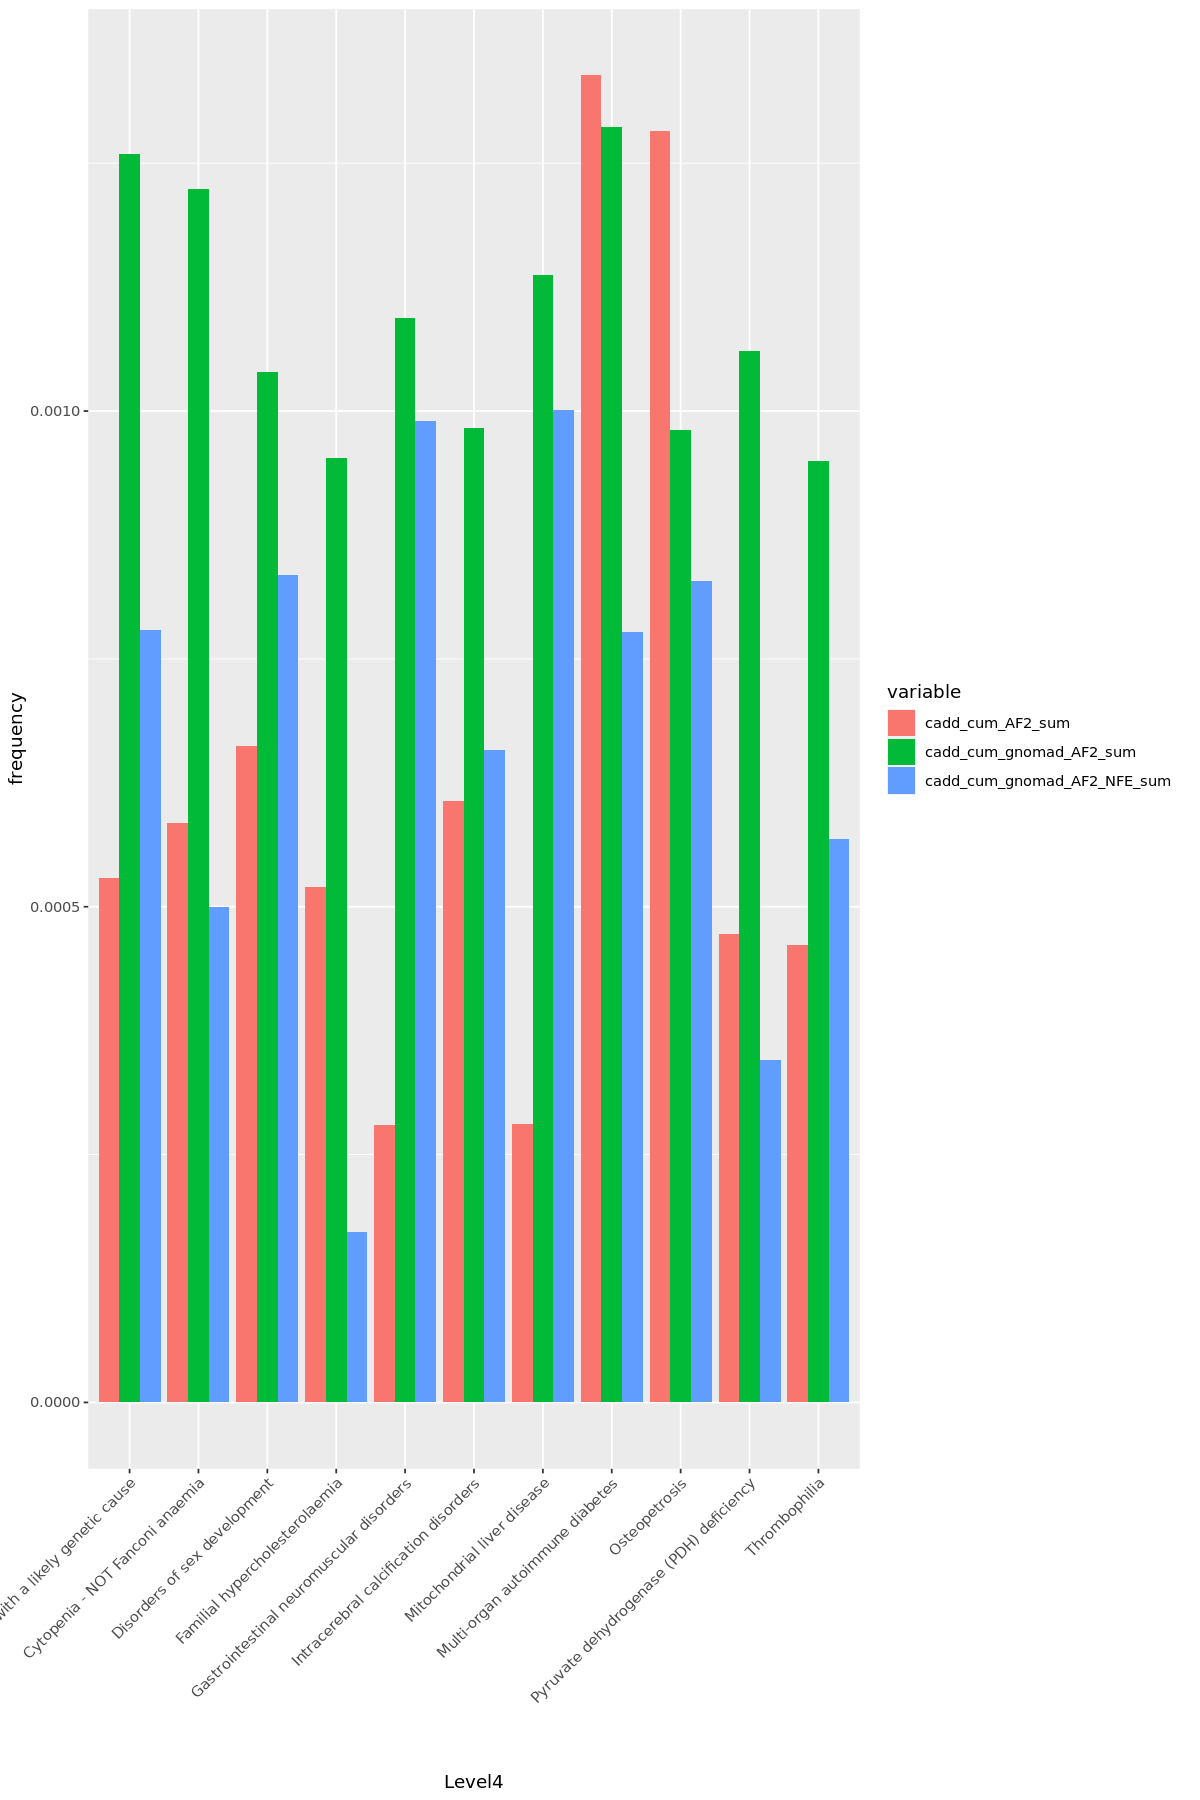 frequency
0.0010
0.0005
0.0000
with a likely genetic cause
Cytopenia - NOT Fanconi anaemia
Disorders of sex development
Familial hypercholesterolaemia
Gastrointestinal neuromuscular disorders
Intracerebral calcification disorders
Mitochondrial liver disease
Multi-organ autoimmune diabetes
Osteopetrosis
Pyruvate dehydrogenase (PDH) deficiency
Thrombophilia
Level4
variable
cadd_cum_AF2_sum
cadd_cum_gnomad_AF2_sum
cadd_cum_gnomad_AF2_NFE_sum